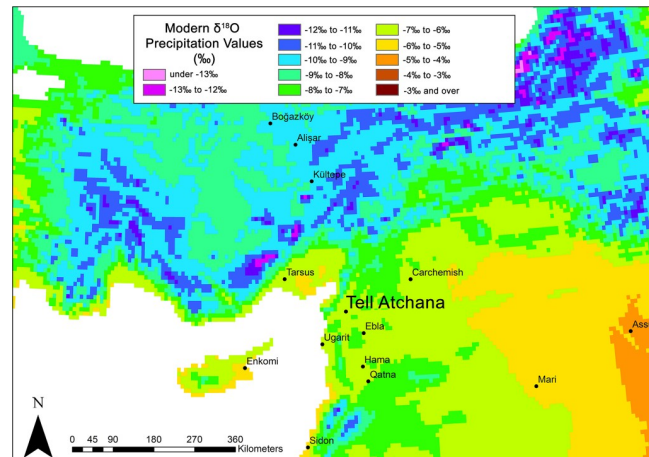 Modern δ¹⁸O
Precipitation Values
(‰)
under -13‰
-13‰ to -12‰
-12‰ to -11‰
-11‰ to -10‰
-10‰ to -9‰
-9‰ to -8‰
-8‰ to -7‰
-7‰ to -6‰
-6‰ to -5‰
-5‰ to -4‰
-4‰ to -3‰
-3‰ and over
Boğazköy
Alişar
Kültepe
Tarsus
Carchemish
Tell Atchana
Ebla
Ugarit
Assu
Enkomi
Hama
Qatna
Mari
Sidon
N
0 45 90 180 270 360
Kilometers